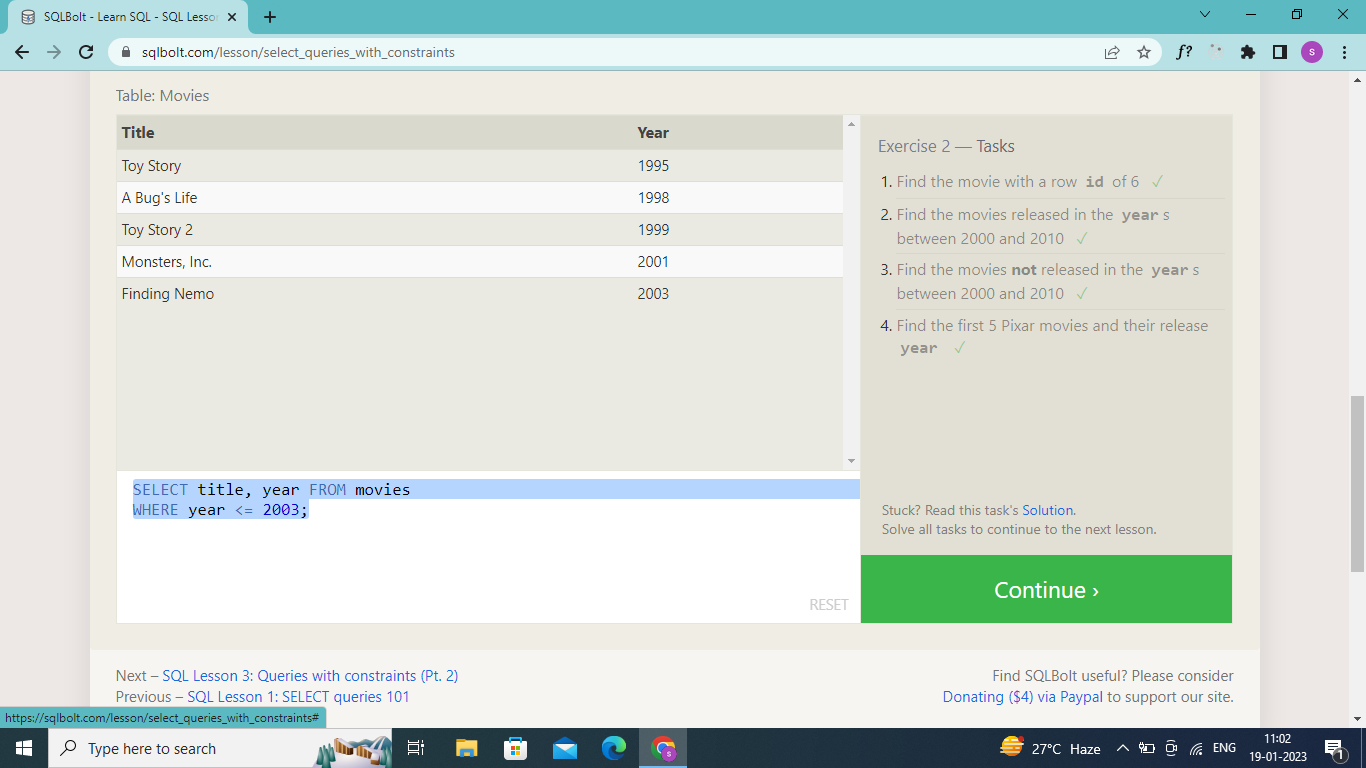 SQLBolt - Learn SQL - SQL Lesson
sqlbolt.com/lesson/select_queries_with_constraints
f?
s
Table: Movies
Title Year
Toy Story 1995
A Bug's Life 1998
Toy Story 2 1999
Monsters, Inc. 2001
Finding Nemo 2003
Exercise 2 — Tasks
1. Find the movie with a row id of 6 ✓
2. Find the movies released in the year s
between 2000 and 2010 ✓
3. Find the movies not released in the year s
between 2000 and 2010 ✓
4. Find the first 5 Pixar movies and their release
year ✓
SELECT title, year FROM movies
WHERE year <= 2003;
RESET
Stuck? Read this task's Solution.
Solve all tasks to continue to the next lesson.
Continue ›
Next – SQL Lesson 3: Queries with constraints (Pt. 2)
Previous – SQL Lesson 1: SELECT queries 101
Find SQLBolt useful? Please consider
Donating ($4) via Paypal to support our site.
https://sqlbolt.com/lesson/select_queries_with_constraints#
Type here to search
s
27°C Haze
ENG
11:02
19-01-2023
1